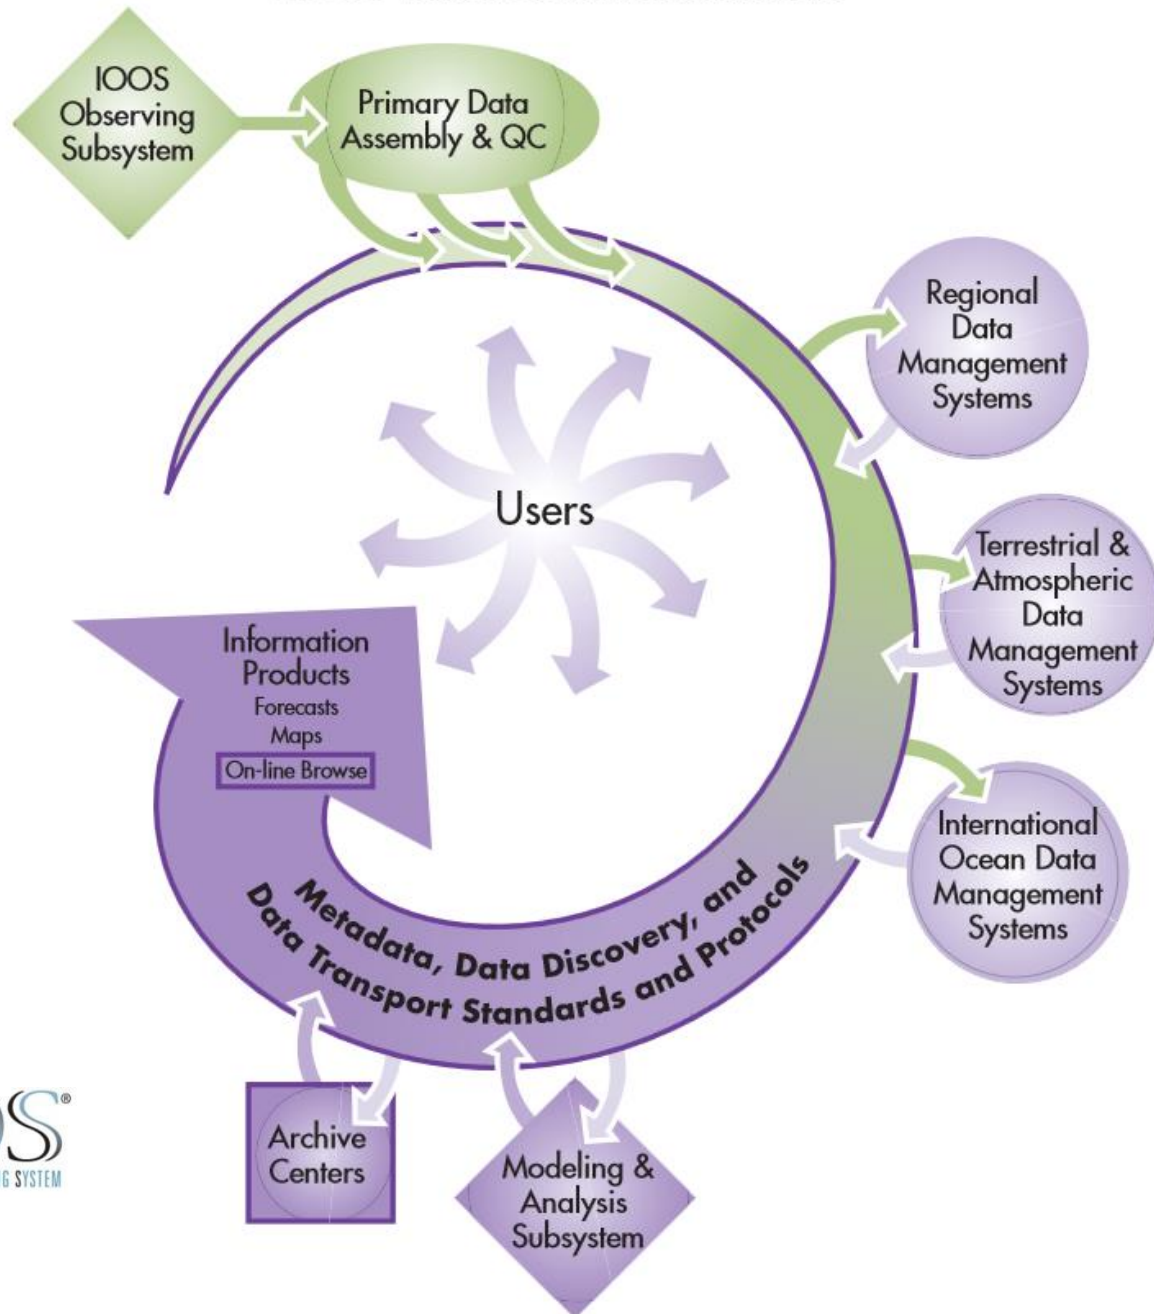 IOOS
Observing
Subsystem
Primary Data
Assembly & QC
Regional
Data
Management
Systems
Users
Terrestrial &
Atmospheric
Data
Management
Systems
Information
Products
Forecasts
Maps
On-line Browse
International
Ocean Data
Management
Systems
Metadata, Data Discovery, and
Data Transport Standards and Protocols
OS®
SYSTEM
Archive
Centers
Modeling &
Analysis
Subsystem